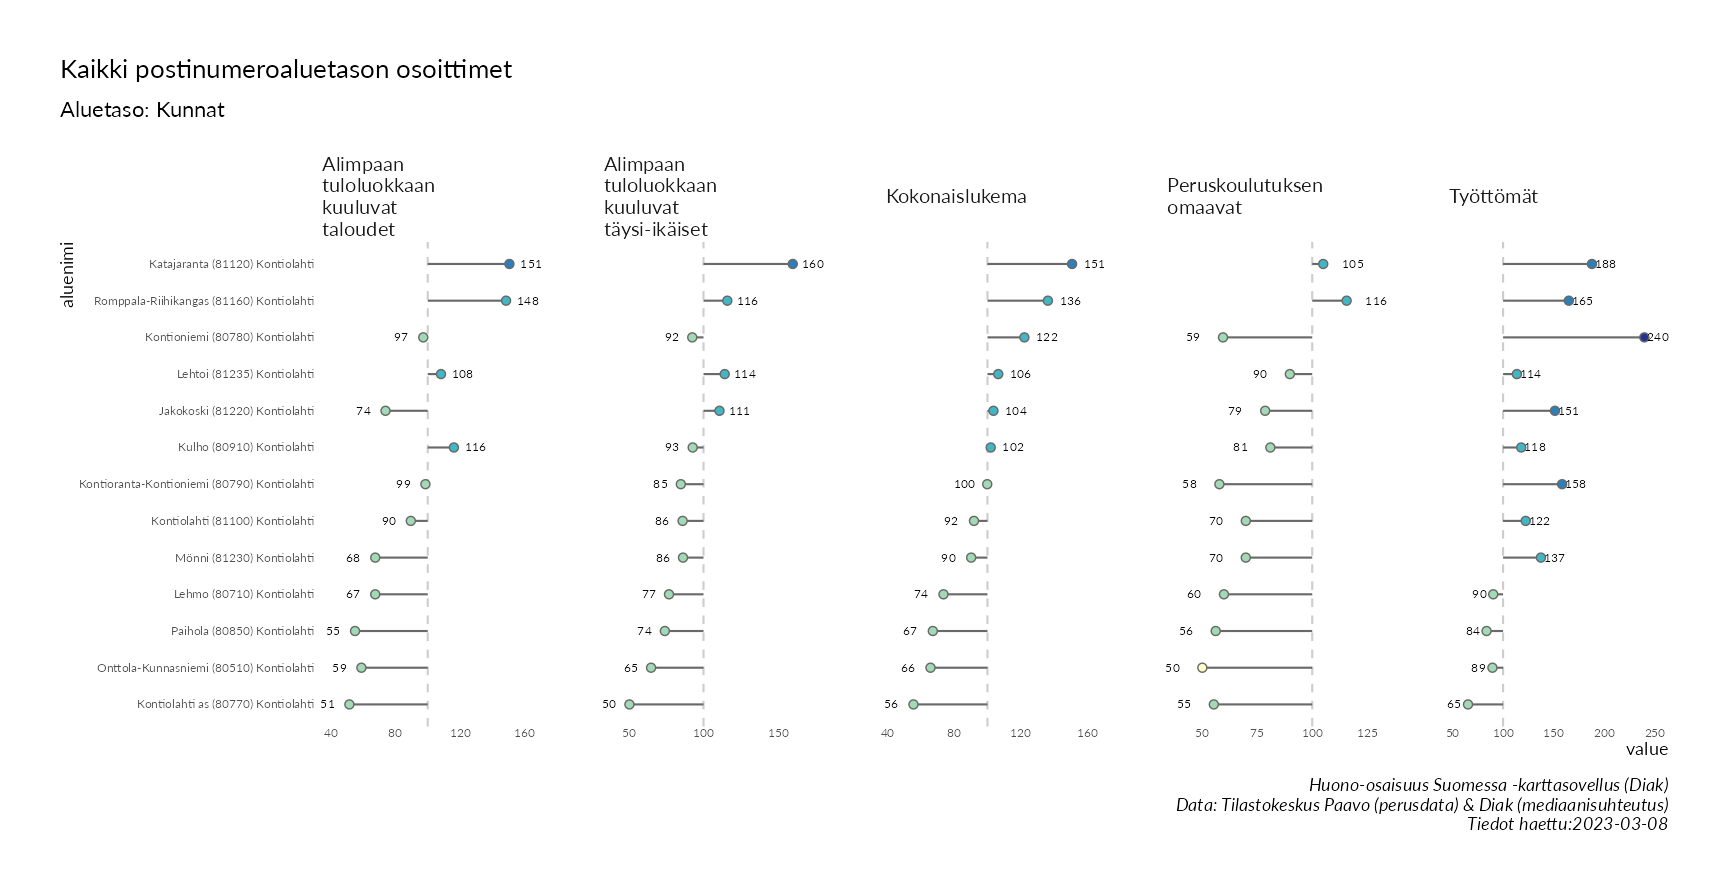 Kaikki postinumeroaluetason osoittimet
Aluetaso: Kunnat
Alimpaan
tuloluokkaan
kuuluvat
taloudet
Alimpaan
tuloluokkaan
kuuluvat
täysi-ikäiset
Kokonaislukema
Peruskoulutuksen
omaavat
Työttömät
aluenimi
Katajaranta (81120) Kontiolahti 151 160 151 105 188
Romppala-Riihikangas (81160) Kontiolahti 148 116 136 116 165
Kontioniemi (80780) Kontiolahti 97 92 122 59 240
Lehtoi (81235) Kontiolahti 108 114 106 90 114
Jakokoski (81220) Kontiolahti 74 111 104 79 151
Kulho (80910) Kontiolahti 116 93 102 81 118
Kontioranta-Kontioniemi (80790) Kontiolahti 99 85 100 58 158
Kontiolahti (81100) Kontiolahti 90 86 92 70 122
Mönni (81230) Kontiolahti 68 86 90 70 137
Lehmo (80710) Kontiolahti 67 77 74 60 90
Paihola (80850) Kontiolahti 55 74 67 56 84
Onttola-Kunnasniemi (80510) Kontiolahti 59 65 66 50 89
Kontiolahti as (80770) Kontiolahti 51 50 56 55 65
40 80 120 160 50 100 150 40 80 120 160 50 75 100 125 50 100 150 200 250
value
Huono-osaisuus Suomessa -karttasovellus (Diak)
Data: Tilastokeskus Paavo (perusdata) & Diak (mediaanisuhteutus)
Tiedot haettu:2023-03-08